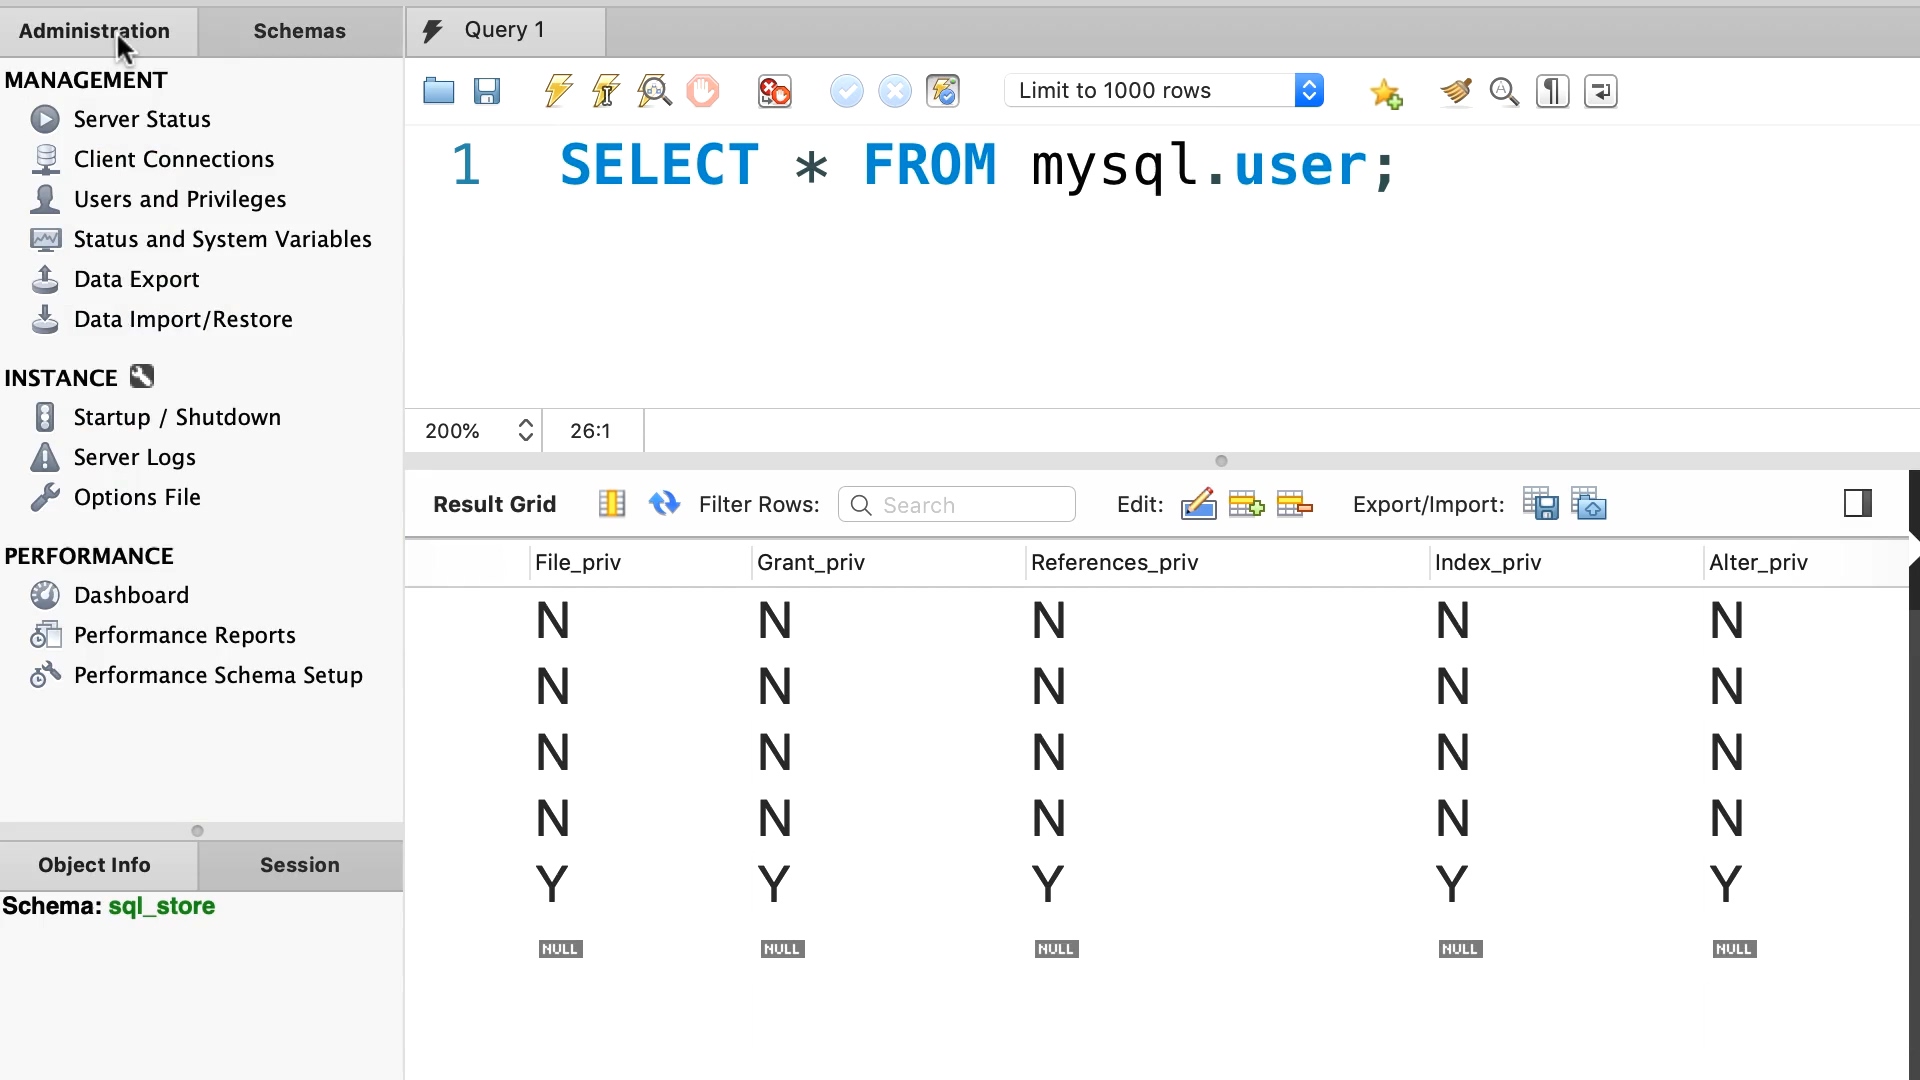 Administration
Schemas
MANAGEMENT
Server Status
Client Connections
Users and Privileges
Status and System Variables
Data Export
Data Import/Restore
INSTANCE
Startup / Shutdown
Server Logs
Options File
PERFORMANCE
Dashboard
Performance Reports
Performance Schema Setup
Object Info
Session
Schema: sql_store
Query 1
Limit to 1000 rows
1 SELECT * FROM mysql.user;
200% 26:1
Result Grid Filter Rows: Search Edit: Export/Import:
File_priv Grant_priv References_priv Index_priv Alter_priv
N N N N N
N N N N N
N N N N N
N N N N N
Y Y Y Y Y
NULL NULL NULL NULL NULL